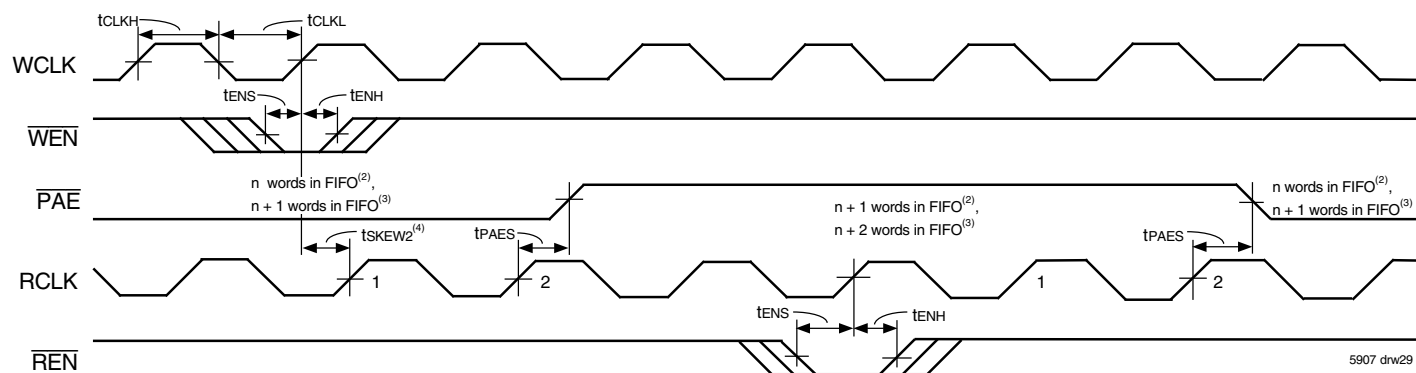 tCLKH tCLKL
WCLK
tENS tENH
WEN
n words in FIFO(2),
n + 1 words in FIFO(3)
n + 1 words in FIFO(2),
n + 2 words in FIFO(3)
n words in FIFO(2),
n + 1 words in FIFO(3)
PAE
tSKEW2(4) tPAES tPAES
RCLK 1 2 1 2
tENS tENH
REN
5907 drw29